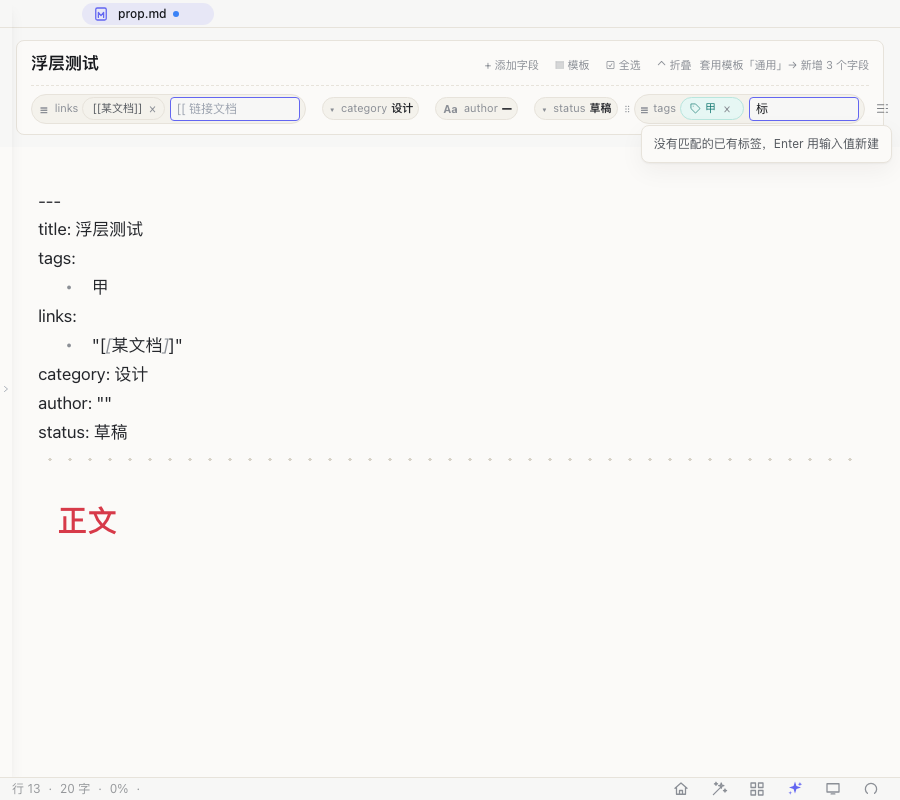 prop.md
浮层测试
+ 添加字段 模板 全选 折叠 套用模板「通用」→ 新增 3 个字段
links [[某文档]] × [[ 链接文档 category 设计 Aa author — status 草稿 tags 甲 × 标
没有匹配的已有标签，Enter 用输入值新建
---
title: 浮层测试
tags:
• 甲
links:
• "[[某文档]]"
category: 设计
author: ""
status: 草稿
正文
行 13 · 20 字 · 0% ·